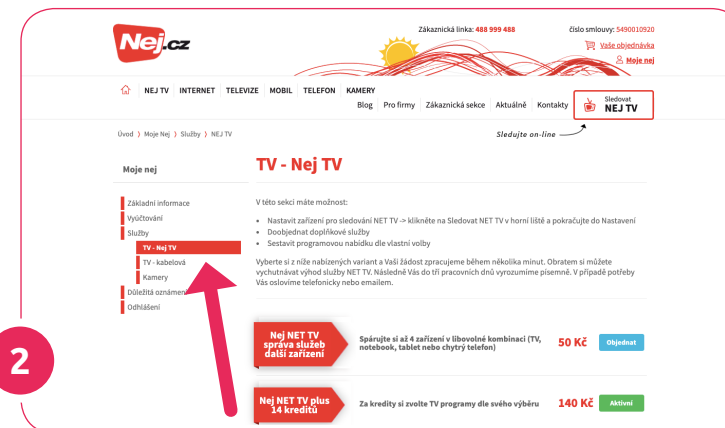 Nej.cz
Zákaznická linka: 488 999 488
číslo smlouvy: 5490010920
Vaše objednávka
Moje nej
NEJ TV INTERNET TELEVIZE MOBIL TELEFON KAMERY
Blog Pro firmy Zákaznická sekce Aktuálně Kontakty
Sledovat
NEJ TV
Sledujte on-line
Úvod ⟩ Moje Nej ⟩ Služby ⟩ NEJ TV
Moje nej
Základní informace
Vyúčtování
Služby
TV - Nej TV
TV - kabelová
Kamery
Důležitá oznámen
Odhlášení
TV - Nej TV
V této sekci máte možnost:
• Nastavit zařízení pro sledování NET TV -> klikněte na Sledovat NET TV v horní liště a pokračujte do Nastavení
• Doobjednat doplňkové služby
• Sestavit programovou nabídku dle vlastní volby
Vyberte si z níže nabízených variant a Vaši žádost zpracujeme během několika minut. Obratem si můžete
vychutnávat výhod služby NET TV. Následně Vás do tří pracovních dnů vyrozumíme písemně. V případě potřeby
Vás oslovíme telefonicky nebo emailem.
Nej NET TV
správa služeb
další zařízení
Spárujte si až 4 zařízení v libovolné kombinaci (TV,
notebook, tablet nebo chytrý telefon)
50 Kč
Objednat
Nej NET TV plus
14 kreditů
Za kredity si zvolte TV programy dle svého výběru
140 Kč
Aktivní
2